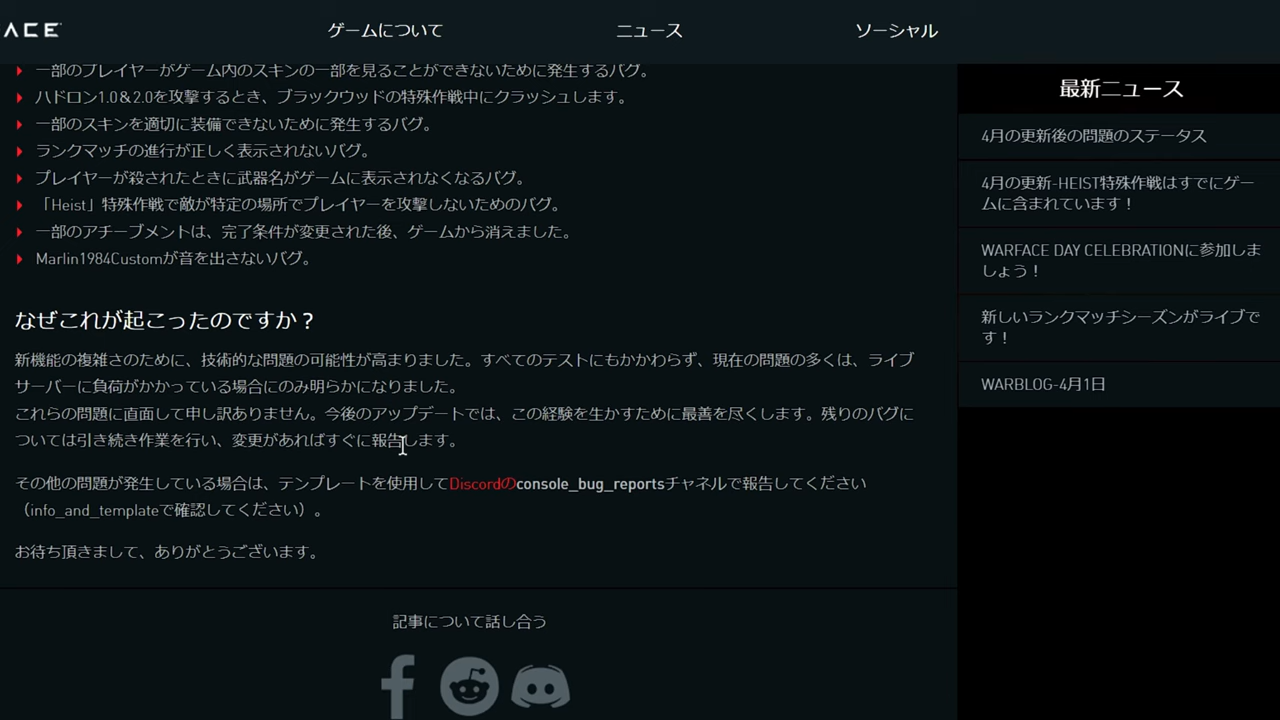 ACE
ゲームについて
ニュース
ソーシャル
一部のプレイヤーがゲーム内のスキンの一部を見ることができないために発生するバグ。
ハドロン1.0＆2.0を攻撃するとき、ブラックウッドの特殊作戦中にクラッシュします。
一部のスキンを適切に装備できないために発生するバグ。
ランクマッチの進行が正しく表示されないバグ。
プレイヤーが殺されたときに武器名がゲームに表示されなくなるバグ。
「Heist」特殊作戦で敵が特定の場所でプレイヤーを攻撃しないためのバグ。
一部のアチーブメントは、完了条件が変更された後、ゲームから消えました。
Marlin1984Customが音を出さないバグ。
なぜこれが起こったのですか？
新機能の複雑さのために、技術的な問題の可能性が高まりました。すべてのテストにもかかわらず、現在の問題の多くは、ライブ
サーバーに負荷がかかっている場合にのみ明らかになりました。
これらの問題に直面して申し訳ありません。今後のアップデートでは、この経験を生かすために最善を尽くします。残りのバグに
ついては引き続き作業を行い、変更があればすぐに報告します。
その他の問題が発生している場合は、テンプレートを使用してDiscordのconsole_bug_reportsチャネルで報告してください
（info_and_templateで確認してください）。
お待ち頂きまして、ありがとうございます。
記事について話し合う
最新ニュース
4月の更新後の問題のステータス
4月の更新-HEIST特殊作戦はすでにゲー
ムに含まれています！
WARFACE DAY CELEBRATIONに参加しま
しょう！
新しいランクマッチシーズンがライブで
す！
WARBLOG-4月1日